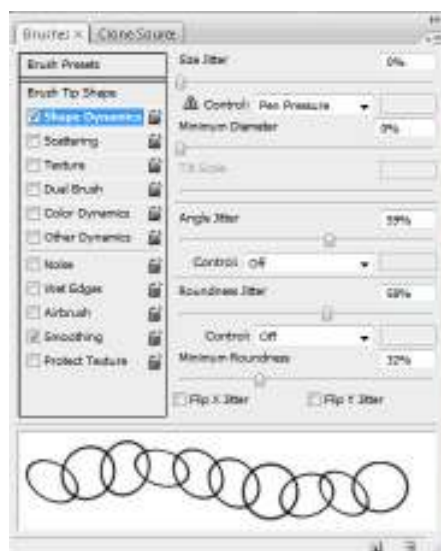 Brushes × Clone Source
Brush Presets
Brush Tip Shape
Shape Dynamics
Scattering
Texture
Dual Brush
Color Dynamics
Other Dynamics
Noise
Wet Edges
Airbrush
Smoothing
Protect Texture
Size Jitter 0%
Control: Pen Pressure
Minimum Diameter 0%
Tilt Scale
Angle Jitter
Control: Off
Roundness Jitter
Control: Off
Minimum Roundness 32%
Flip X Jitter Flip Y Jitter